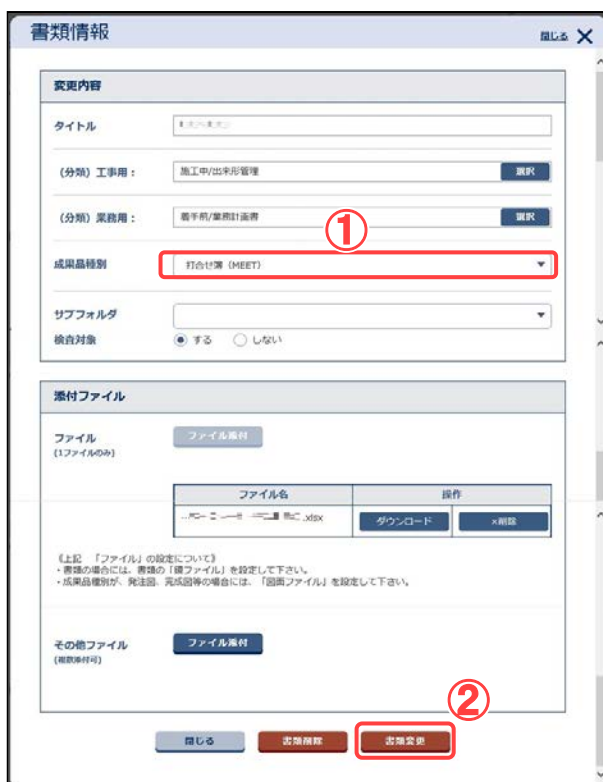 書類情報
閉じる
変更内容
タイトル
(分類) 工事用: 施工中/出来形管理 選択
(分類) 業務用: 着手前/業務計画書 選択
①
成果品種別 打合せ簿 (MEET)
サブフォルダ
検査対象 する しない
添付ファイル
ファイル ファイル添付
(1ファイルのみ)
ファイル名 操作
.xlsx ダウンロード ×削除
《上記 「ファイル」の設定について》
・書類の場合には、書類の「鑑ファイル」を設定して下さい。
・成果品種別が、発注図、完成図等の場合には、「図面ファイル」を設定して下さい。
その他ファイル ファイル添付
(複数添付可)
②
閉じる 書類削除 書類変更